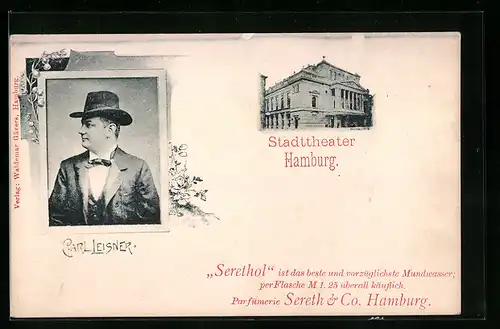 Verlag: Waldemar Gläsers, Hamburg.
Stadttheater
Hamburg.
CARL LEISNER.
„Serethol" ist das beste und vorzüglichste Mundwasser;
per Flasche M 1. 25 überall käuflich.
Parfümerie Sereth & Co. Hamburg.